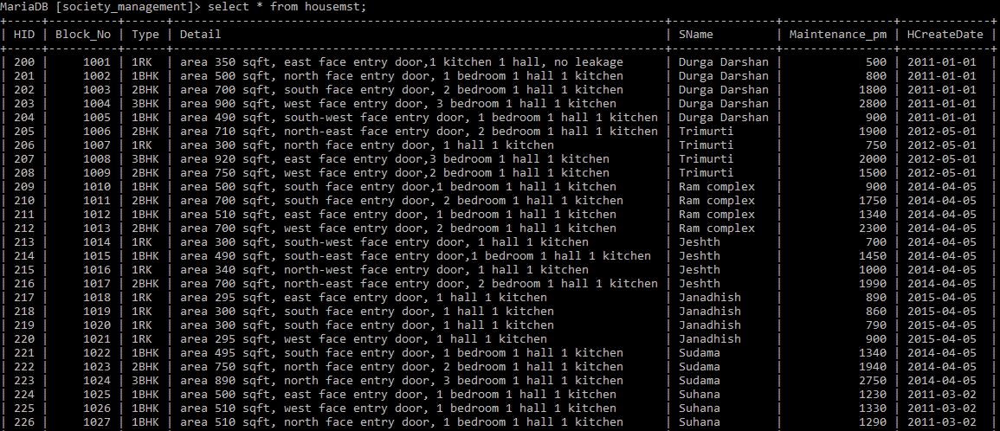 MariaDB [society_management]> select * from housemst;
+-----+----------+------+----------------------------------------------------------------------+---------------+----------------+-------------+
| HID | Block_No | Type | Detail                                                               | SName         | Maintenance_pm | HCreateDate |
+-----+----------+------+----------------------------------------------------------------------+---------------+----------------+-------------+
| 200 |     1001 | 1RK  | area 350 sqft, east face entry door,1 kitchen 1 hall, no leakage     | Durga Darshan |            500 | 2011-01-01  |
| 201 |     1002 | 1BHK | area 500 sqft, north face entry door, 1 bedroom 1 hall 1 kitchen     | Durga Darshan |            800 | 2011-01-01  |
| 202 |     1003 | 2BHK | area 700 sqft, south face entry door, 2 bedroom 1 hall 1 kitchen     | Durga Darshan |           1800 | 2011-01-01  |
| 203 |     1004 | 3BHK | area 900 sqft, west face entry door, 3 bedroom 1 hall 1 kitchen      | Durga Darshan |           2800 | 2011-01-01  |
| 204 |     1005 | 1BHK | area 490 sqft, south-west face entry door, 1 bedroom 1 hall 1 kitchen | Durga Darshan |            900 | 2011-01-01  |
| 205 |     1006 | 2BHK | area 710 sqft, north-east face entry door, 2 bedroom 1 hall 1 kitchen | Trimurti      |           1900 | 2012-05-01  |
| 206 |     1007 | 1RK  | area 300 sqft, north face entry door, 1 hall 1 kitchen               | Trimurti      |            750 | 2012-05-01  |
| 207 |     1008 | 3BHK | area 920 sqft, east face entry door,3 bedroom 1 hall 1 kitchen       | Trimurti      |           2000 | 2012-05-01  |
| 208 |     1009 | 2BHK | area 750 sqft, west face entry door,2 bedroom 1 hall 1 kitchen       | Trimurti      |           1500 | 2012-05-01  |
| 209 |     1010 | 1BHK | area 500 sqft, south face entry door,1 bedroom 1 hall 1 kitchen      | Ram complex   |            900 | 2014-04-05  |
| 210 |     1011 | 2BHK | area 700 sqft, south face entry door, 2 bedroom 1 hall 1 kitchen     | Ram complex   |           1750 | 2014-04-05  |
| 211 |     1012 | 1BHK | area 510 sqft, east face entry door, 1 bedroom 1 hall 1 kitchen      | Ram complex   |           1340 | 2014-04-05  |
| 212 |     1013 | 2BHK | area 700 sqft, west face entry door, 2 bedroom 1 hall 1 kitchen      | Ram complex   |           2300 | 2014-04-05  |
| 213 |     1014 | 1RK  | area 300 sqft, south-west face entry door, 1 hall 1 kitchen          | Jeshth        |            700 | 2014-04-05  |
| 214 |     1015 | 1BHK | area 490 sqft, south-east face entry door,1 bedroom 1 hall 1 kitchen | Jeshth        |           1450 | 2014-04-05  |
| 215 |     1016 | 1RK  | area 340 sqft, north-west face entry door, 1 hall 1 kitchen          | Jeshth        |           1000 | 2014-04-05  |
| 216 |     1017 | 2BHK | area 700 sqft, north-east face entry door, 2 bedroom 1 hall 1 kitchen | Jeshth        |           1990 | 2014-04-05  |
| 217 |     1018 | 1RK  | area 295 sqft, east face entry door, 1 hall 1 kitchen                | Janadhish     |            890 | 2015-04-05  |
| 218 |     1019 | 1RK  | area 300 sqft, south face entry door, 1 hall 1 kitchen               | Janadhish     |            860 | 2015-04-05  |
| 219 |     1020 | 1RK  | area 300 sqft, south face entry door, 1 hall 1 kitchen               | Janadhish     |            790 | 2015-04-05  |
| 220 |     1021 | 1RK  | area 295 sqft, west face entry door, 1 hall 1 kitchen                | Janadhish     |            900 | 2015-04-05  |
| 221 |     1022 | 1BHK | area 495 sqft, south face entry door, 1 bedroom 1 hall 1 kitchen     | Sudama        |           1340 | 2014-04-05  |
| 222 |     1023 | 2BHK | area 750 sqft, north face entry door, 2 bedroom 1 hall 1 kitchen     | Sudama        |           1940 | 2014-04-05  |
| 223 |     1024 | 3BHK | area 890 sqft, north face entry door, 3 bedroom 1 hall 1 kitchen     | Sudama        |           2750 | 2014-04-05  |
| 224 |     1025 | 1BHK | area 500 sqft, east face entry door, 1 bedroom 1 hall 1 kitchen      | Suhana        |           1230 | 2011-03-02  |
| 225 |     1026 | 1BHK | area 510 sqft, west face entry door, 1 bedroom 1 hall 1 kitchen      | Suhana        |           1330 | 2011-03-02  |
| 226 |     1027 | 1BHK | area 510 sqft, north face entry door, 1 bedroom 1 hall 1 kitchen     | Suhana        |           1290 | 2011-03-02  |